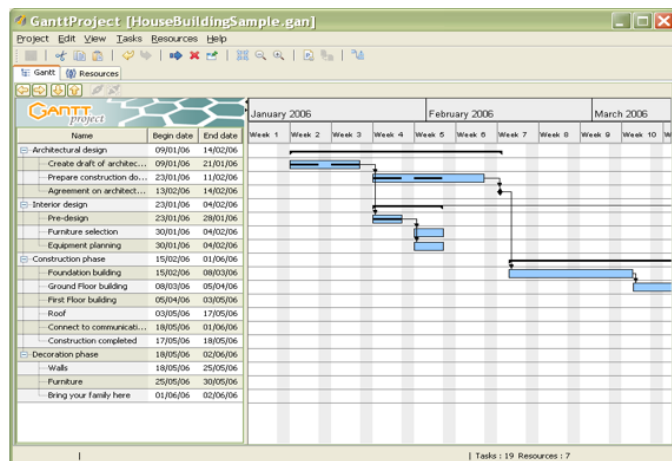 GanttProject [HouseBuildingSample.gan]
Project Edit View Tasks Resources Help
Gantt Resources
GANTT project
January 2006 February 2006 March 2006
Name Begin date End date Week 1 Week 2 Week 3 Week 4 Week 5 Week 6 Week 7 Week 8 Week 9 Week 10 W
Architectural design 09/01/06 14/02/06
Create draft of architec... 09/01/06 21/01/06
Prepare construction do... 23/01/06 11/02/06
Agreement on architect... 13/02/06 14/02/06
Interior design 23/01/06 04/02/06
Pre-design 23/01/06 28/01/06
Furniture selection 30/01/06 04/02/06
Equipment planning 30/01/06 04/02/06
Construction phase 15/02/06 01/06/06
Foundation building 15/02/06 08/03/06
Ground Floor building 08/03/06 05/04/06
First Floor building 05/04/06 03/05/06
Roof 03/05/06 17/05/06
Connect to communicati... 18/05/06 01/06/06
Construction completed 17/05/06 18/05/06
Decoration phase 18/05/06 02/06/06
Walls 18/05/06 25/05/06
Furniture 25/05/06 30/05/06
Bring your family here 01/06/06 02/06/06
Tasks : 19 Resources : 7